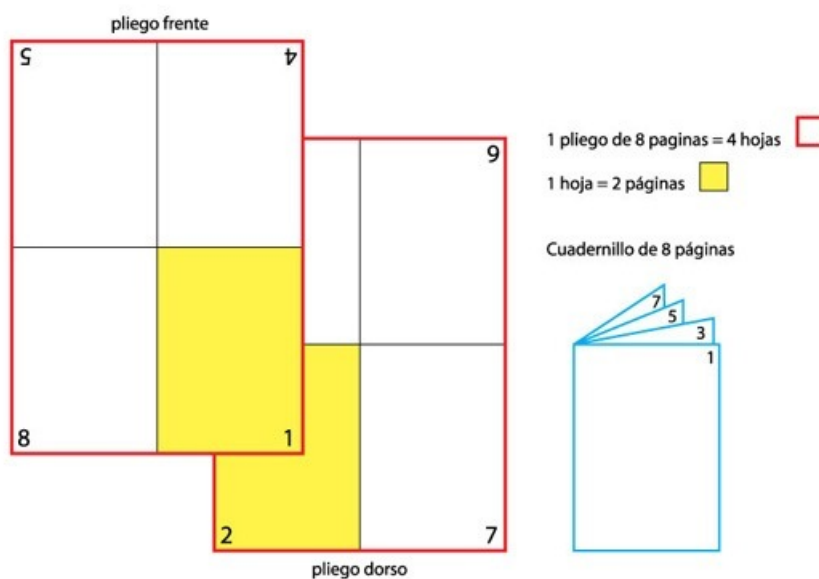 pliego frente
5 4
6
8 1
2 7
pliego dorso
1 pliego de 8 paginas = 4 hojas
1 hoja = 2 páginas
Cuadernillo de 8 páginas
7
5
3
1